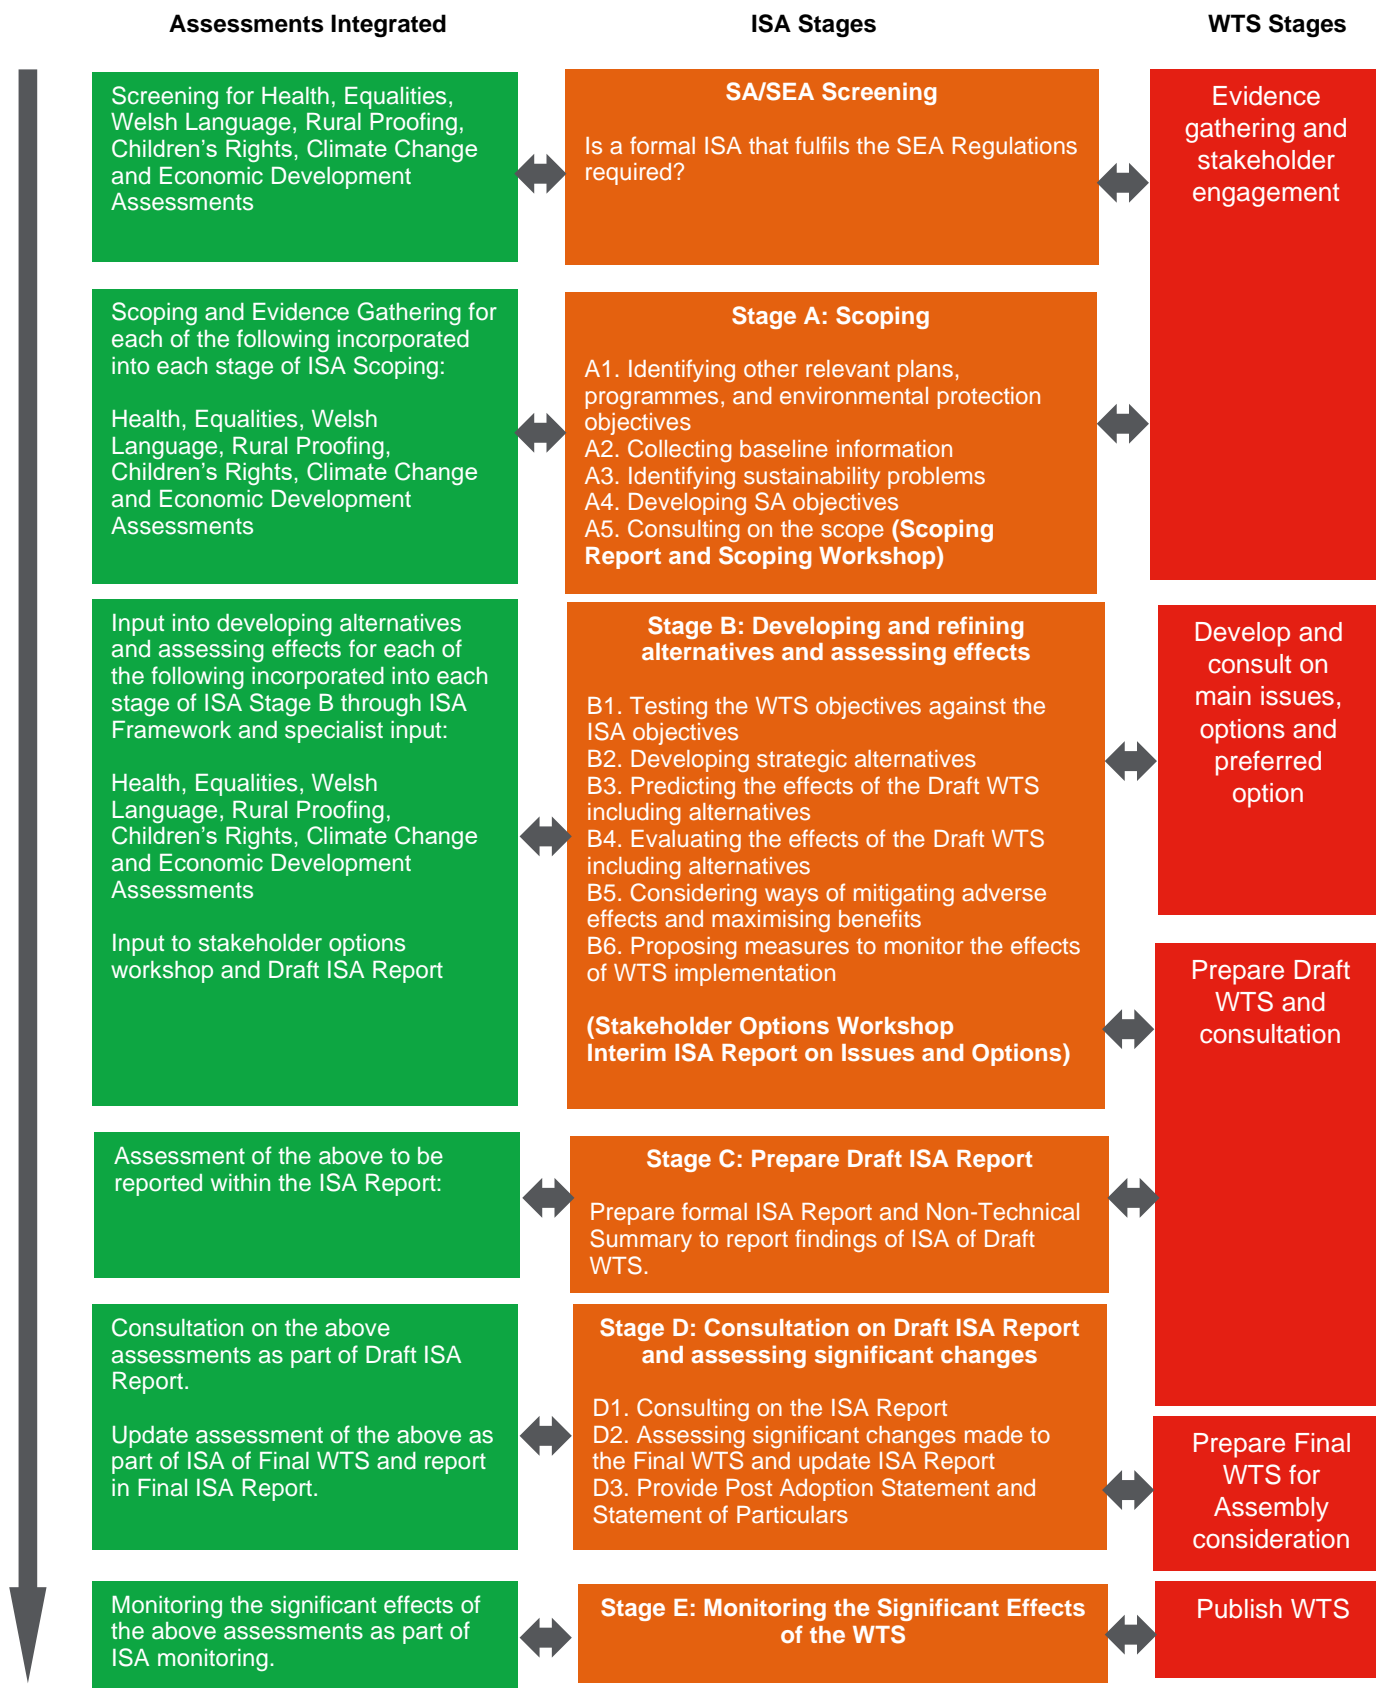 Assessments Integrated
ISA Stages
WTS Stages
Screening for Health, Equalities,
Welsh Language, Rural Proofing,
Children's Rights, Climate Change
and Economic Development
Assessments
SA/SEA Screening
Is a formal ISA that fulfils the SEA Regulations
required?
Evidence
gathering and
stakeholder
engagement
Scoping and Evidence Gathering for
each of the following incorporated
into each stage of ISA Scoping:
Health, Equalities, Welsh
Language, Rural Proofing,
Children's Rights, Climate Change
and Economic Development
Assessments
Stage A: Scoping
A1. Identifying other relevant plans,
programmes, and environmental protection
objectives
A2. Collecting baseline information
A3. Identifying sustainability problems
A4. Developing SA objectives
A5. Consulting on the scope (Scoping
Report and Scoping Workshop)
Input into developing alternatives
and assessing effects for each of
the following incorporated into each
stage of ISA Stage B through ISA
Framework and specialist input:
Health, Equalities, Welsh
Language, Rural Proofing,
Children's Rights, Climate Change
and Economic Development
Assessments
Input to stakeholder options
workshop and Draft ISA Report
Stage B: Developing and refining
alternatives and assessing effects
B1. Testing the WTS objectives against the
ISA objectives
B2. Developing strategic alternatives
B3. Predicting the effects of the Draft WTS
including alternatives
B4. Evaluating the effects of the Draft WTS
including alternatives
B5. Considering ways of mitigating adverse
effects and maximising benefits
B6. Proposing measures to monitor the effects
of WTS implementation
(Stakeholder Options Workshop
Interim ISA Report on Issues and Options)
Develop and
consult on
main issues,
options and
preferred
option
Prepare Draft
WTS and
consultation
Assessment of the above to be
reported within the ISA Report:
Stage C: Prepare Draft ISA Report
Prepare formal ISA Report and Non-Technical
Summary to report findings of ISA of Draft
WTS.
Consultation on the above
assessments as part of Draft ISA
Report.
Update assessment of the above as
part of ISA of Final WTS and report
in Final ISA Report.
Stage D: Consultation on Draft ISA Report
and assessing significant changes
D1. Consulting on the ISA Report
D2. Assessing significant changes made to
the Final WTS and update ISA Report
D3. Provide Post Adoption Statement and
Statement of Particulars
Prepare Final
WTS for
Assembly
consideration
Monitoring the significant effects of
the above assessments as part of
ISA monitoring.
Stage E: Monitoring the Significant Effects
of the WTS
Publish WTS